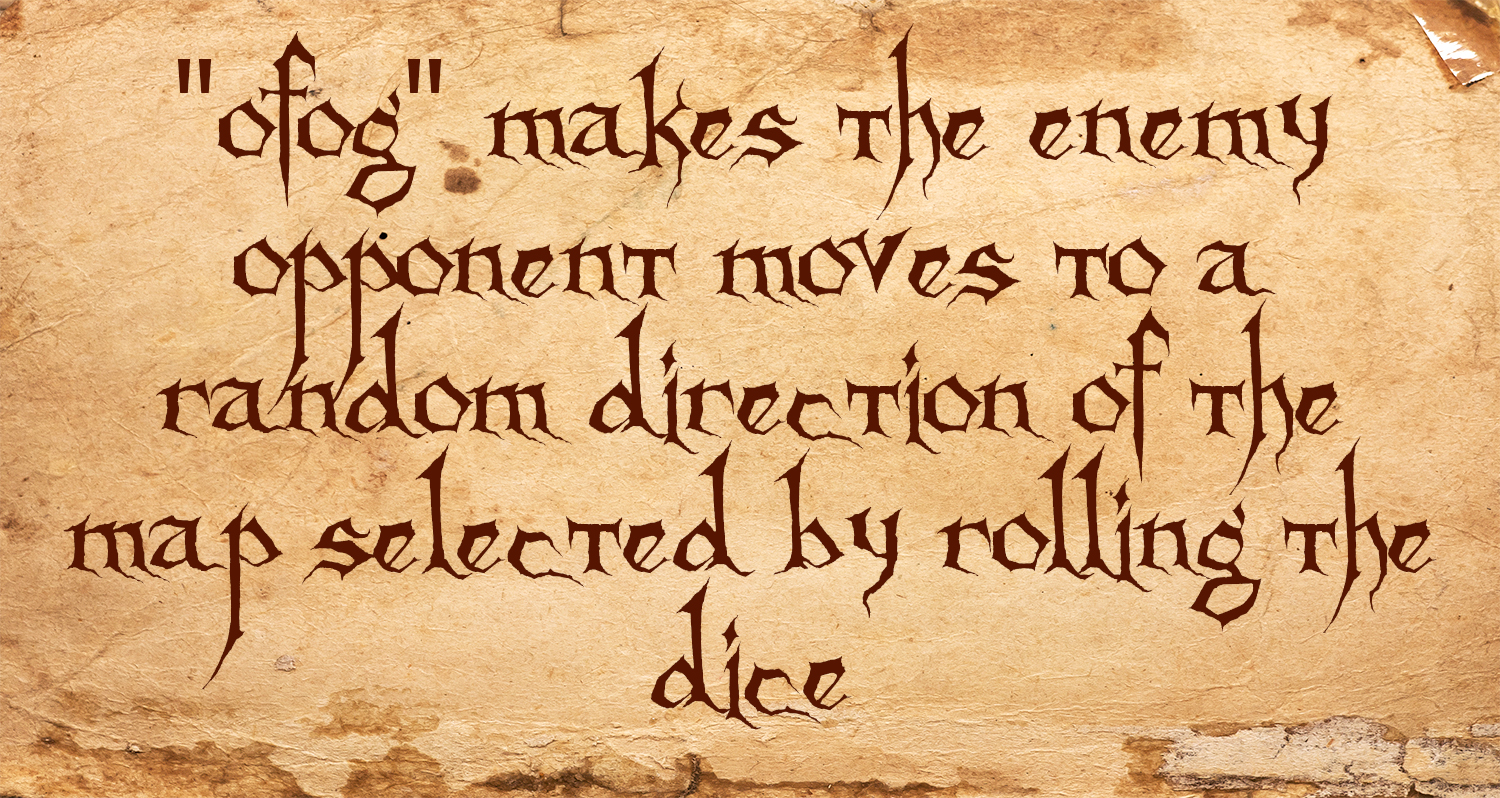 "ofog" makes the enemy
opponent moves to a
random direction of the
map selected by rolling the
dice